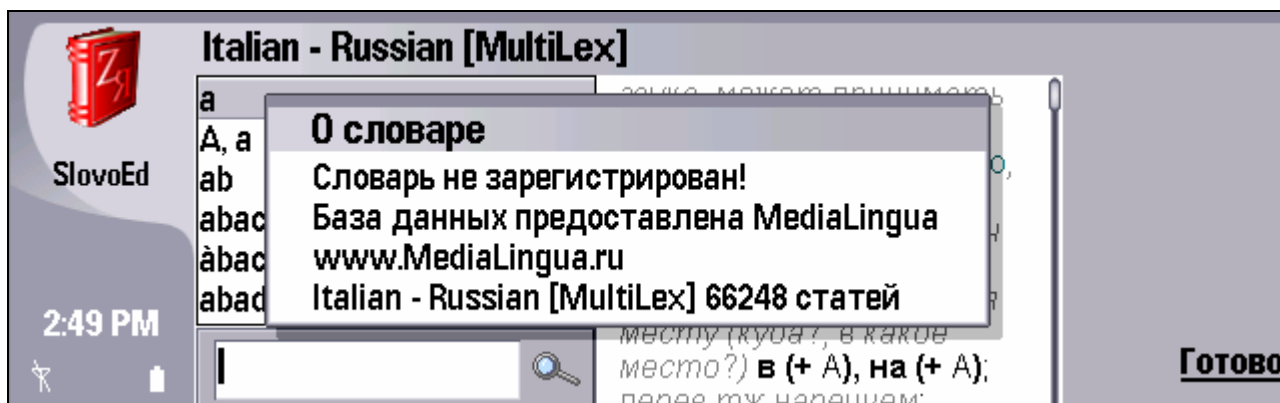 Italian - Russian [MultiLex]
SlovoEd
a
A, a
ab
abac
àbac
abad
О словаре
Словарь не зарегистрирован!
База данных предоставлена MediaLingua
www.MediaLingua.ru
Italian - Russian [MultiLex] 66248 статей
месту (куда?, в какое
место?) в (+ А), на (+ А);
2:49 PM
Готово